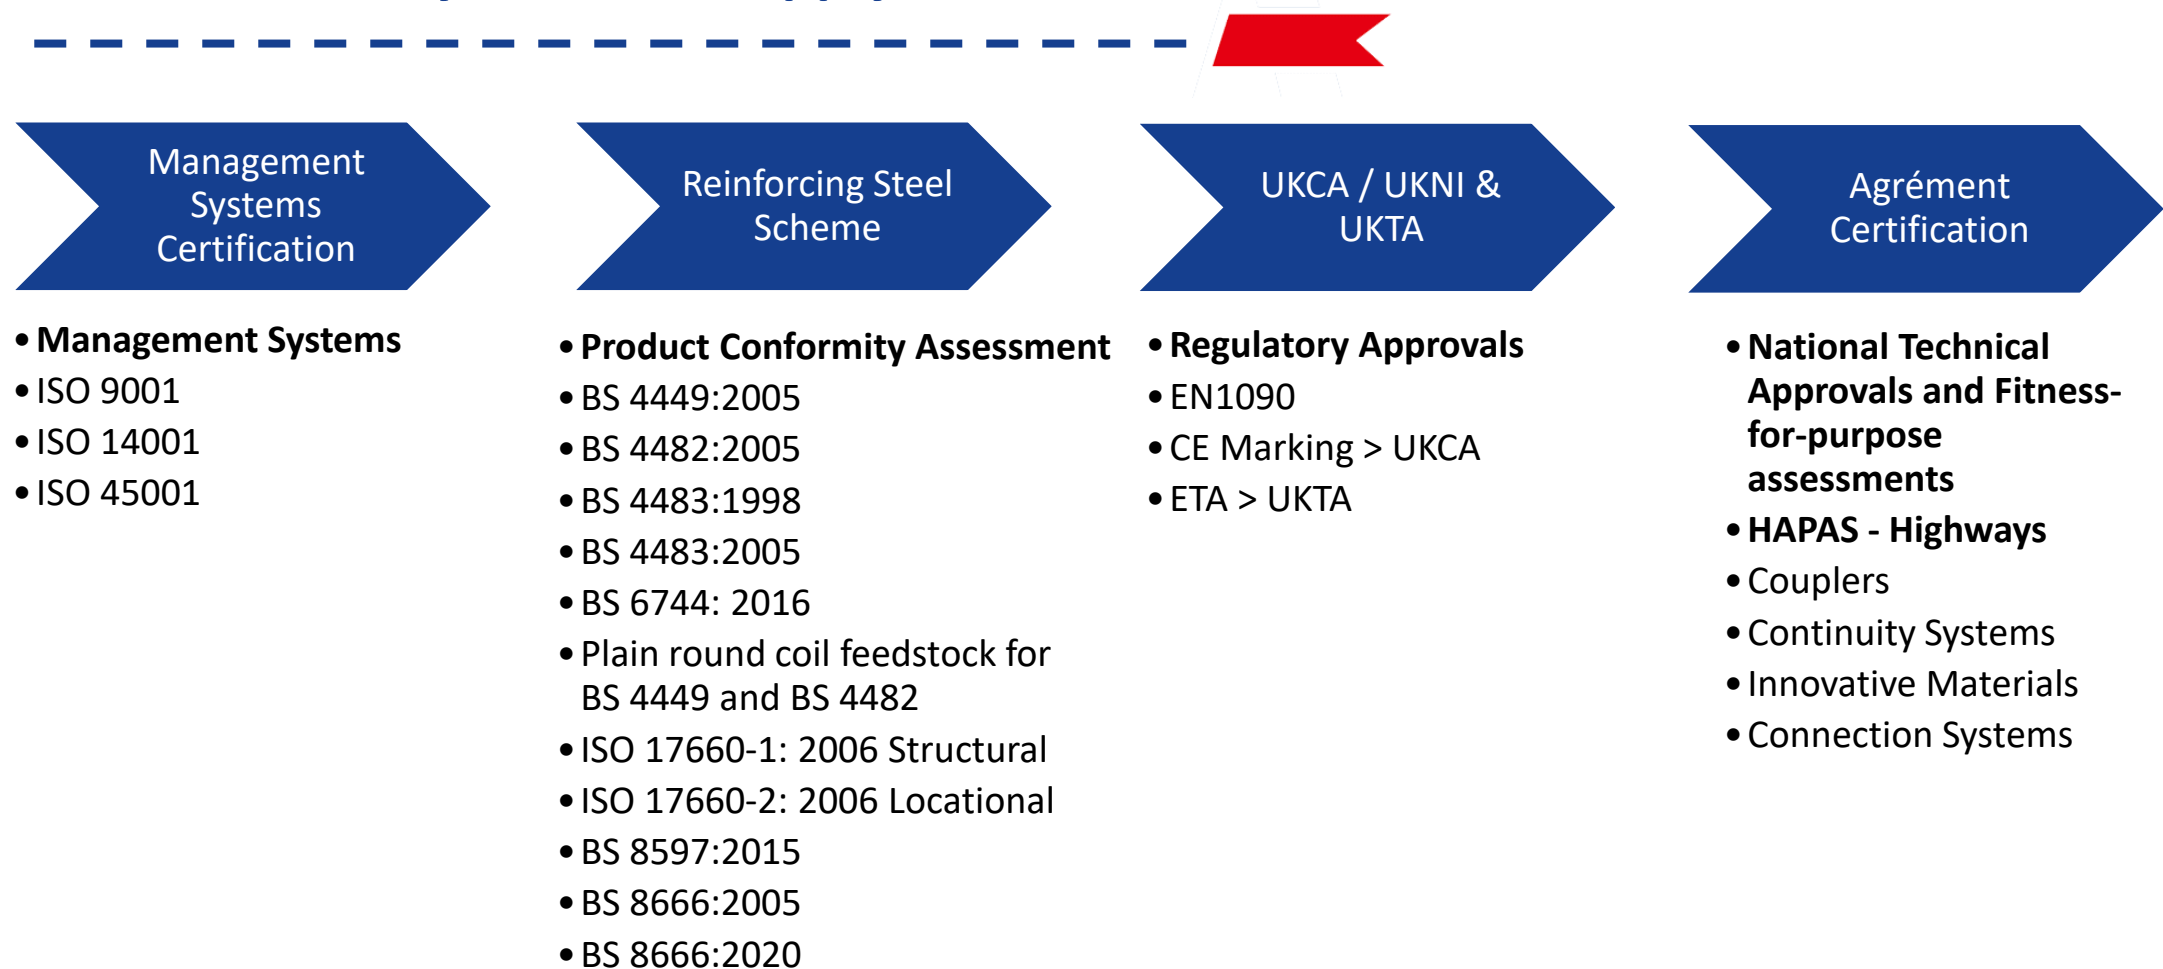 Management
Systems
Certification
• Management Systems
• ISO 9001
• ISO 14001
• ISO 45001
Reinforcing Steel
Scheme
• Product Conformity Assessment
• BS 4449:2005
• BS 4482:2005
• BS 4483:1998
• BS 4483:2005
• BS 6744: 2016
• Plain round coil feedstock for
BS 4449 and BS 4482
• ISO 17660-1: 2006 Structural
• ISO 17660-2: 2006 Locational
• BS 8597:2015
• BS 8666:2005
• BS 8666:2020
UKCA / UKNI &
UKTA
• Regulatory Approvals
• EN1090
• CE Marking > UKCA
• ETA > UKTA
Agrément
Certification
• National Technical
Approvals and Fitness-
for-purpose
assessments
• HAPAS - Highways
• Couplers
• Continuity Systems
• Innovative Materials
• Connection Systems